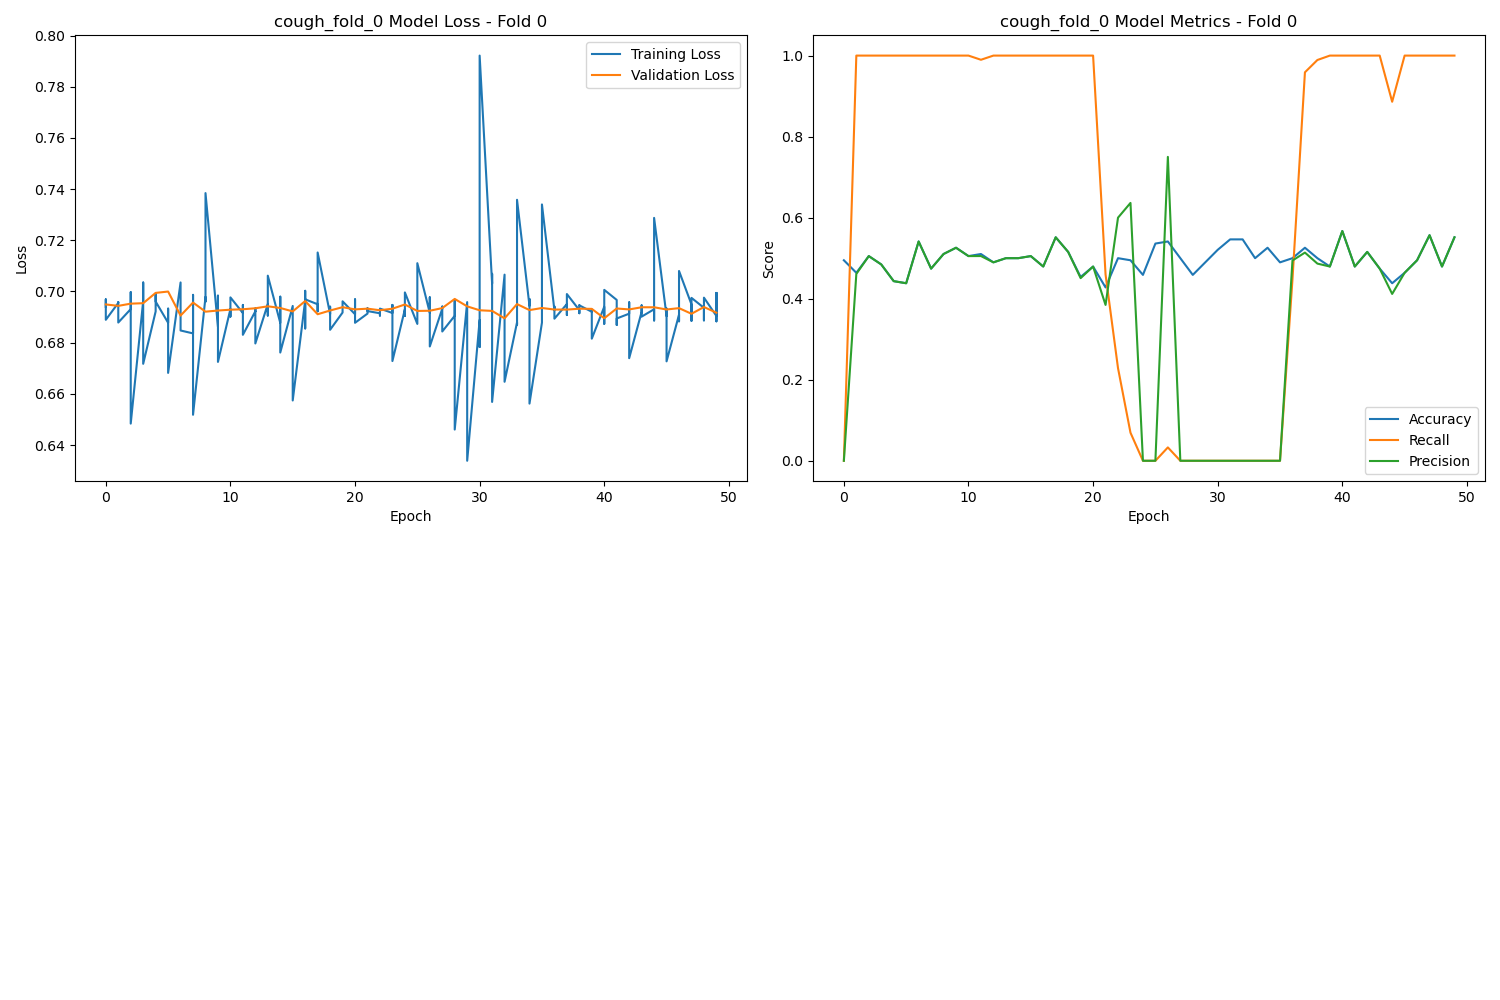 cough_fold_0 Model Loss - Fold 0
0.80
0.78
0.76
0.74
0.72
0.70
0.68
0.66
0.64
Loss
0 10 20 30 40 50
Epoch
Training Loss
Validation Loss
cough_fold_0 Model Metrics - Fold 0
1.0
0.8
0.6
0.4
0.2
0.0
Score
0 10 20 30 40 50
Epoch
Accuracy
Recall
Precision